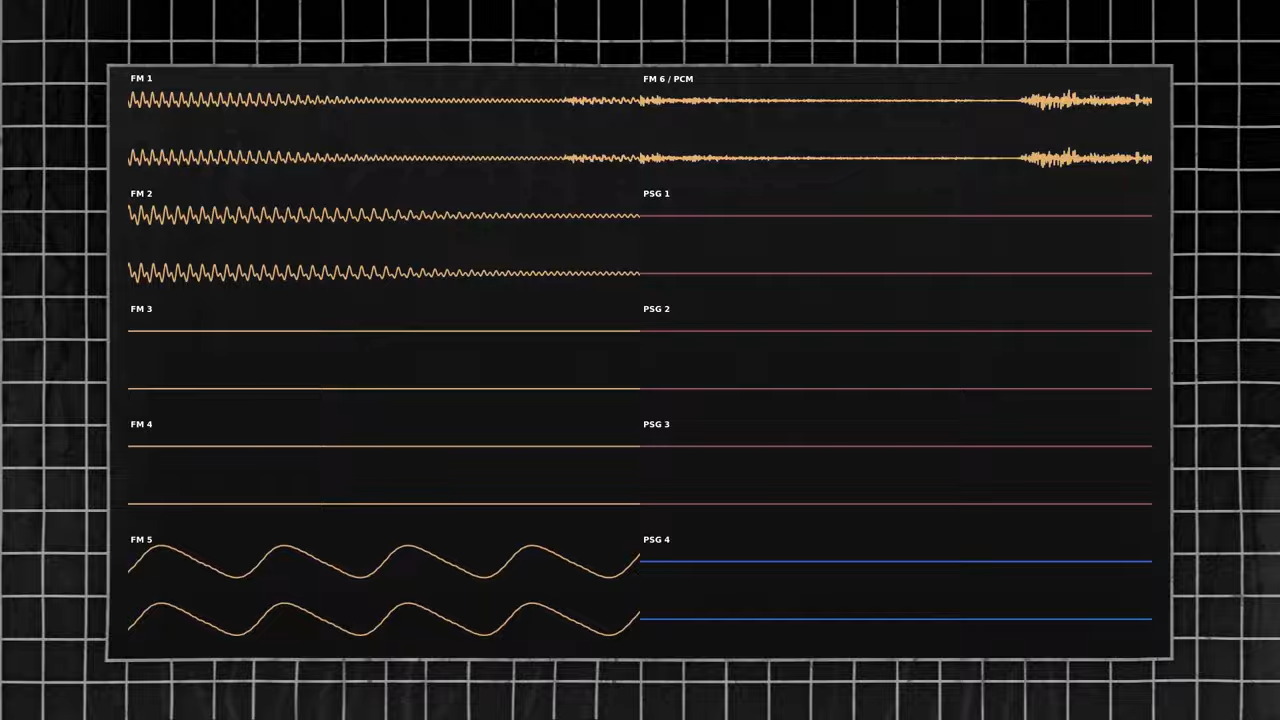 FM 1
FM 6 / PCM
FM 2
PSG 1
FM 3
PSG 2
FM 4
PSG 3
FM 5
PSG 4